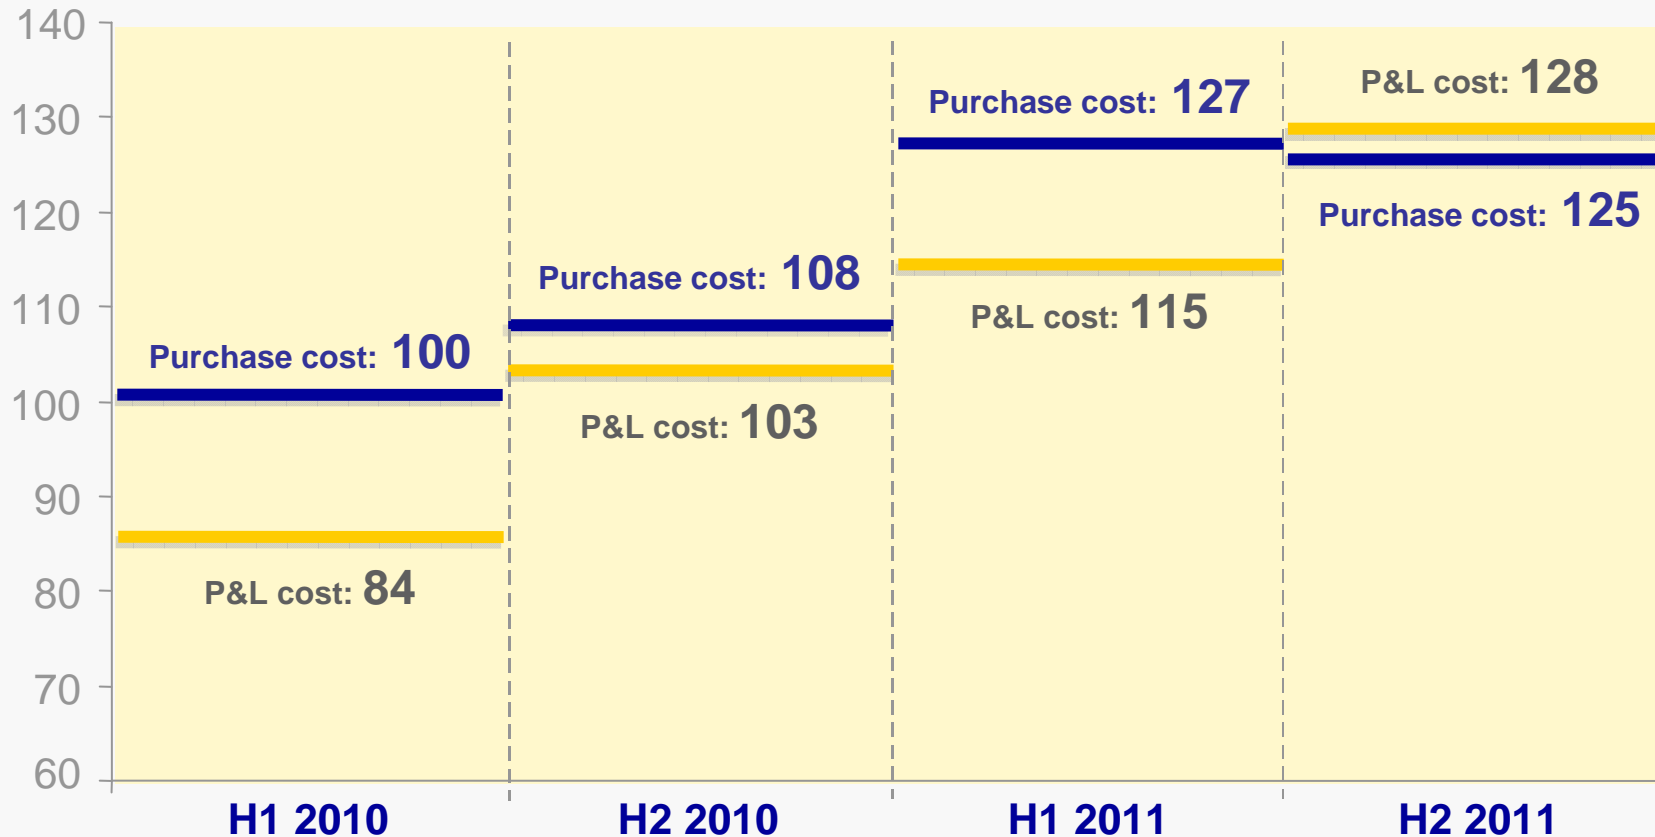 140
130
120
110
100
90
80
70
60
Purchase cost: 100
P&L cost: 84
Purchase cost: 108
P&L cost: 103
Purchase cost: 127
P&L cost: 115
P&L cost: 128
Purchase cost: 125
H1 2010 H2 2010 H1 2011 H2 2011